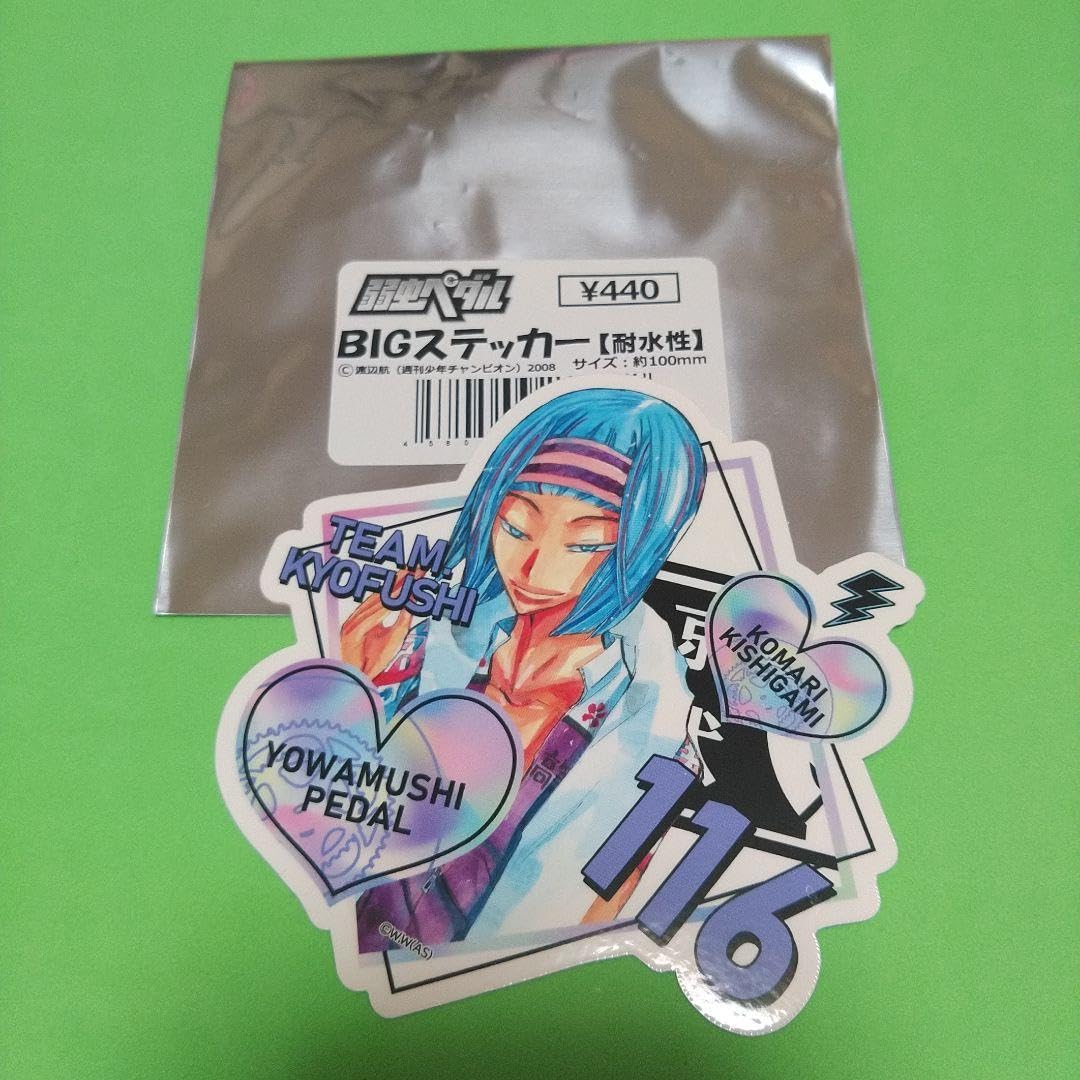 弱虫ペダル
¥440
BIGステッカー【耐水性】
サイズ：約100mm
©渡辺航（週刊少年チャンピオン）2008
4 580
TEAM.
KYOFUSHI
KOMARI
KISHIGAMI
YOWAMUSHI
PEDAL
116
©W.W(AS)